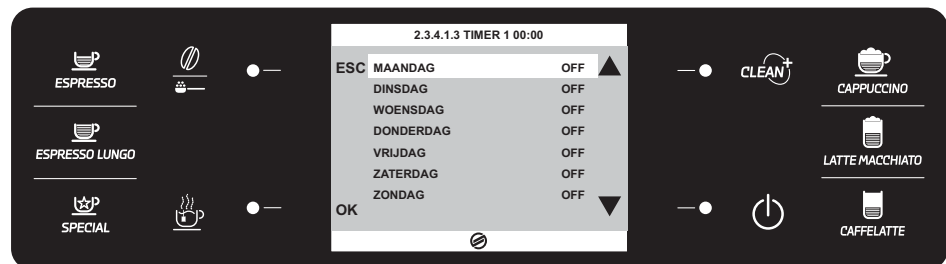 ESPRESSO
ESPRESSO LUNGO
SPECIAL
2.3.4.1.3 TIMER 1 00:00
ESC MAANDAG OFF
DINSDAG OFF
WOENSDAG OFF
DONDERDAG OFF
VRIJDAG OFF
ZATERDAG OFF
ZONDAG OFF
OK
CLEAN+
CAPPUCCINO
LATTE MACCHIATO
CAFFELATTE